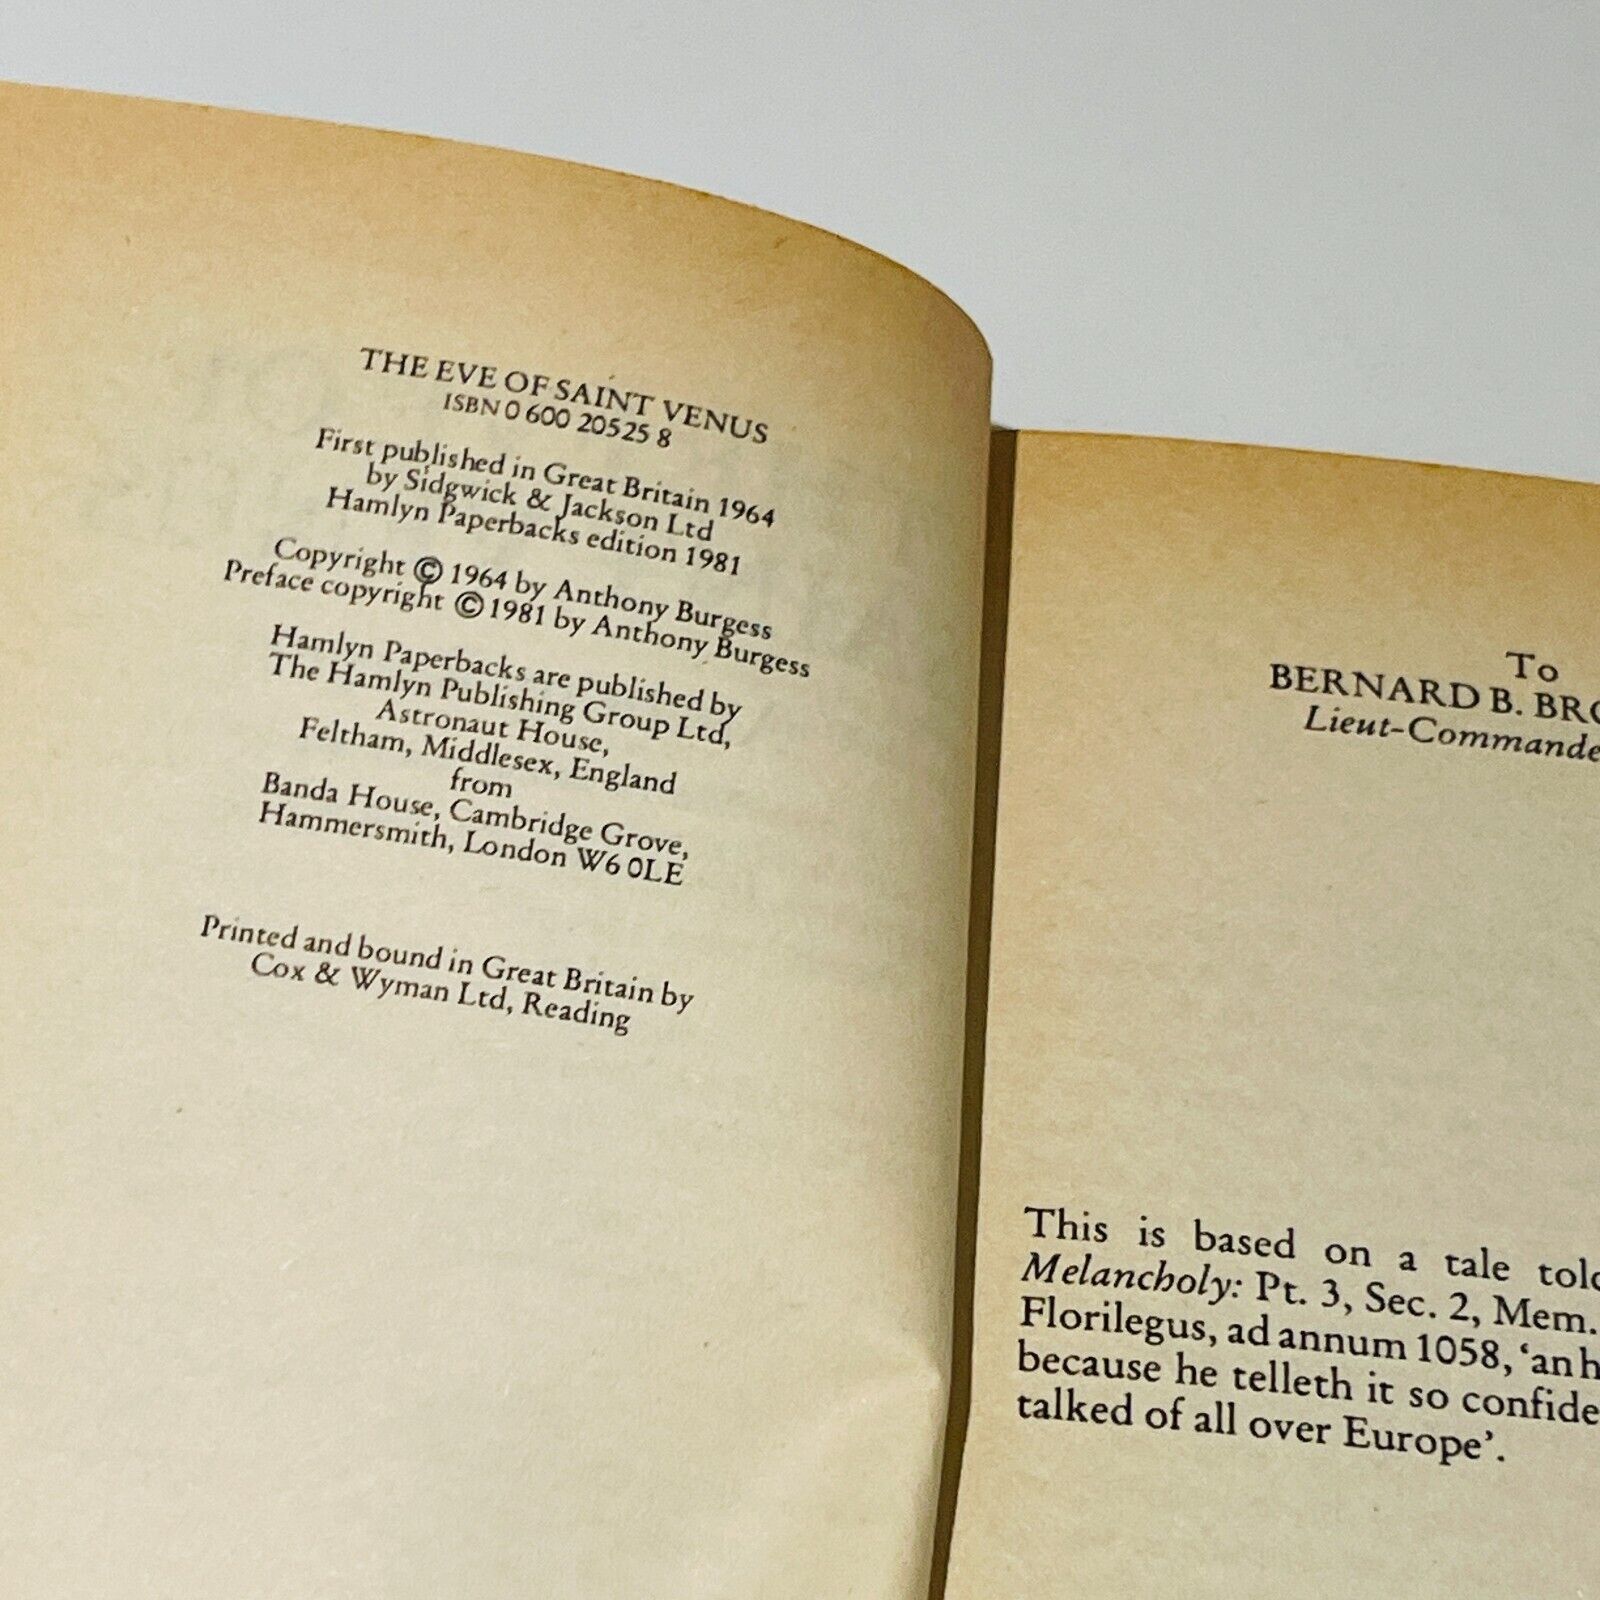 THE EVE OF SAINT VENUS
ISBN 0 600 20525 8
First published in Great Britain 1964
by Sidgwick & Jackson Ltd
Hamlyn Paperbacks edition 1981
Copyright © 1964 by Anthony Burgess
Preface copyright © 1981 by Anthony Burgess
Hamlyn Paperbacks are published by
The Hamlyn Publishing Group Ltd,
Astronaut House,
Feltham, Middlesex, England
from
Banda House, Cambridge Grove,
Hammersmith, London W6 0LE
Printed and bound in Great Britain by
Cox & Wyman Ltd, Reading
To
BERNARD B.
This is based on a tale
Melancholy: Pt. 3, Sec. 2, Mem.
Florilegus, ad annum 1058, 'an
because he telleth it so
talked of all over Europe'.